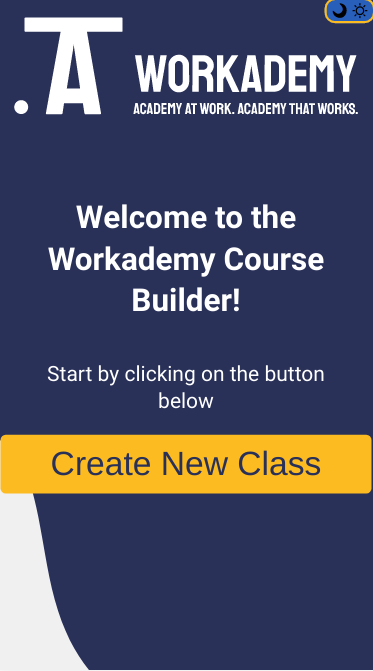 WORKADEMY
ACADEMY AT WORK. ACADEMY THAT WORKS.
Welcome to the
Workademy Course
Builder!
Start by clicking on the button
below
Create New Class